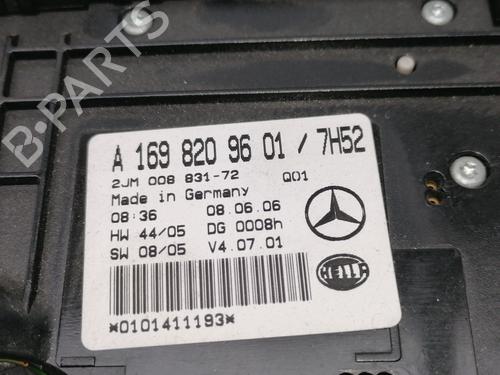 A 169 820 96 01 / 7H52
2JM 008 831-72 Q01
Made in Germany
08:36 08.06.06
HW 44/05 DG 0008h
SW 08/05 V4.07.01
HELLA
*0101411193*
B-PARTS